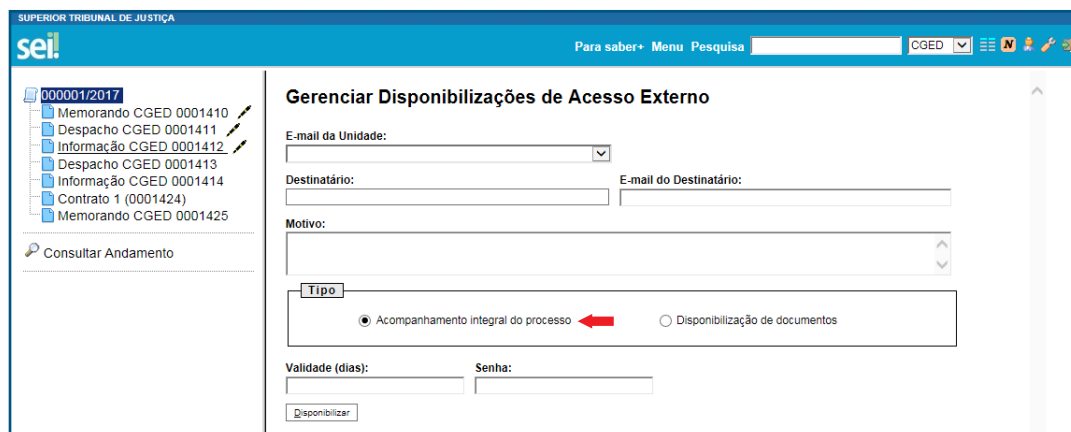 SUPERIOR TRIBUNAL DE JUSTIÇA
sei!
Para saber+ Menu Pesquisa
CGED
N
000001/2017
Memorando CGED 0001410
Despacho CGED 0001411
Informação CGED 0001412
Despacho CGED 0001413
Informação CGED 0001414
Contrato 1 (0001424)
Memorando CGED 0001425
Consultar Andamento
Gerenciar Disponibilizações de Acesso Externo
E-mail da Unidade:
Destinatário: E-mail do Destinatário:
Motivo:
Tipo
Acompanhamento integral do processo Disponibilização de documentos
Validade (dias): Senha:
Disponibilizar